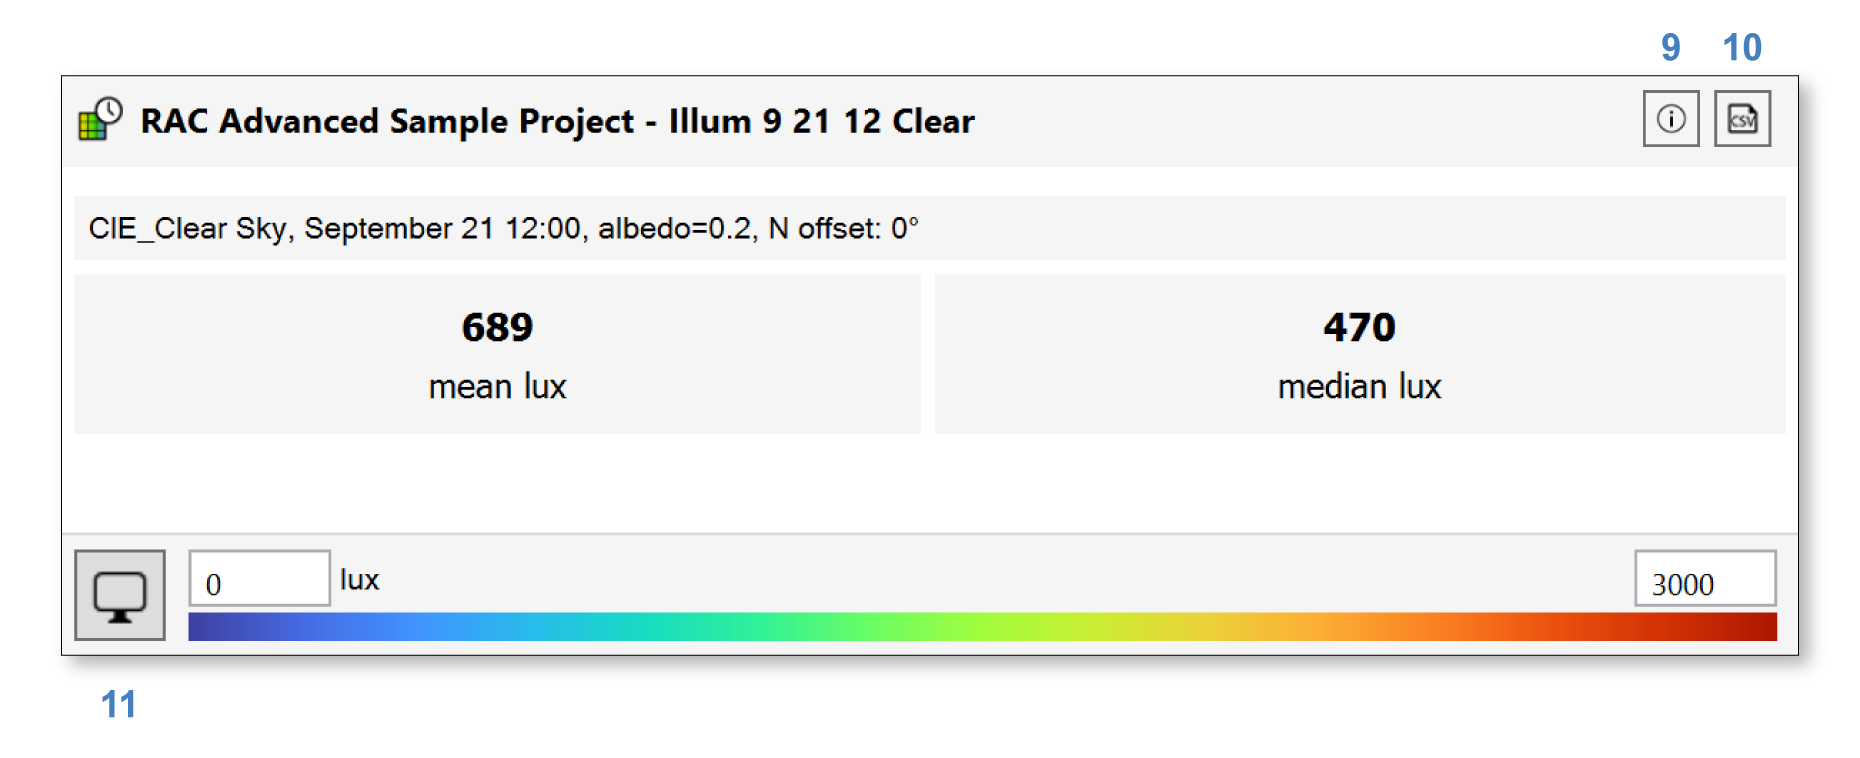 9 10
RAC Advanced Sample Project - Illum 9 21 12 Clear
CSV
CIE_Clear Sky, September 21 12:00, albedo=0.2, N offset: 0°
689
mean lux
470
median lux
0 lux 3000
11